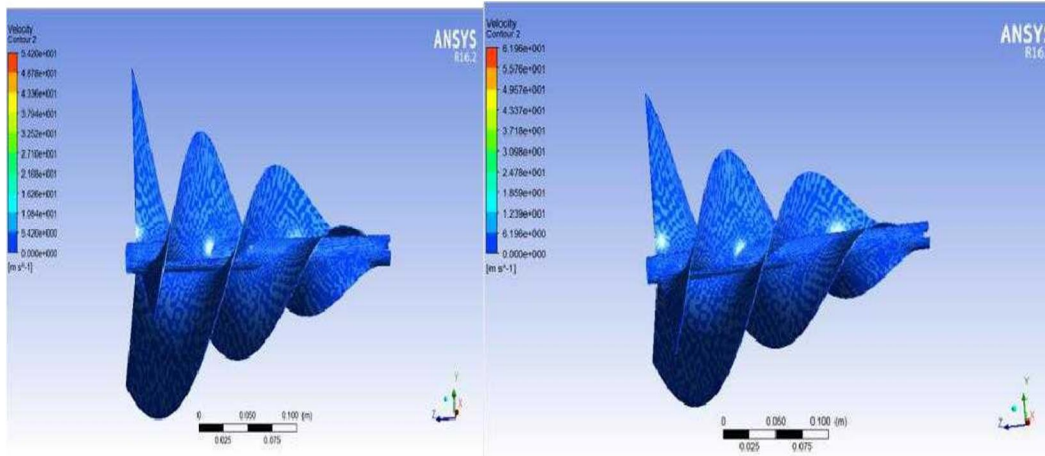 Velocity
Contour 2
5.420e+001
4.878e+001
4.336e+001
3.794e+001
3.252e+001
2.710e+001
2.168e+001
1.626e+001
1.084e+001
5.420e+000
0.000e+000
[m s^-1]
ANSYS
R16.2
0 0.050 0.100 (m)
0.025 0.075
Y
X
Z
Velocity
Contour 2
6.196e+001
5.576e+001
4.957e+001
4.337e+001
3.718e+001
3.098e+001
2.478e+001
1.859e+001
1.239e+001
6.196e+000
0.000e+000
[m s^-1]
ANSYS
R16.
0 0.050 0.100 (m)
0.025 0.075
Y
X
Z